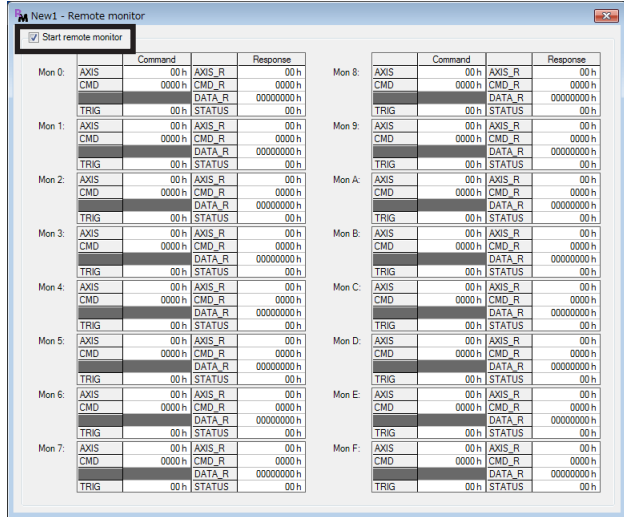 New1 - Remote monitor
Start remote monitor
Command Response Command Response
Mon 0: AXIS 00 h AXIS_R 00 h Mon 8: AXIS 00 h AXIS_R 00 h
CMD 0000 h CMD_R 0000 h CMD 0000 h CMD_R 0000 h
DATA_R 00000000 h DATA_R 00000000 h
TRIG 00 h STATUS 00 h TRIG 00 h STATUS 00 h
Mon 1: AXIS 00 h AXIS_R 00 h Mon 9: AXIS 00 h AXIS_R 00 h
CMD 0000 h CMD_R 0000 h CMD 0000 h CMD_R 0000 h
DATA_R 00000000 h DATA_R 00000000 h
TRIG 00 h STATUS 00 h TRIG 00 h STATUS 00 h
Mon 2: AXIS 00 h AXIS_R 00 h Mon A: AXIS 00 h AXIS_R 00 h
CMD 0000 h CMD_R 0000 h CMD 0000 h CMD_R 0000 h
DATA_R 00000000 h DATA_R 00000000 h
TRIG 00 h STATUS 00 h TRIG 00 h STATUS 00 h
Mon 3: AXIS 00 h AXIS_R 00 h Mon B: AXIS 00 h AXIS_R 00 h
CMD 0000 h CMD_R 0000 h CMD 0000 h CMD_R 0000 h
DATA_R 00000000 h DATA_R 00000000 h
TRIG 00 h STATUS 00 h TRIG 00 h STATUS 00 h
Mon 4: AXIS 00 h AXIS_R 00 h Mon C: AXIS 00 h AXIS_R 00 h
CMD 0000 h CMD_R 0000 h CMD 0000 h CMD_R 0000 h
DATA_R 00000000 h DATA_R 00000000 h
TRIG 00 h STATUS 00 h TRIG 00 h STATUS 00 h
Mon 5: AXIS 00 h AXIS_R 00 h Mon D: AXIS 00 h AXIS_R 00 h
CMD 0000 h CMD_R 0000 h CMD 0000 h CMD_R 0000 h
DATA_R 00000000 h DATA_R 00000000 h
TRIG 00 h STATUS 00 h TRIG 00 h STATUS 00 h
Mon 6: AXIS 00 h AXIS_R 00 h Mon E: AXIS 00 h AXIS_R 00 h
CMD 0000 h CMD_R 0000 h CMD 0000 h CMD_R 0000 h
DATA_R 00000000 h DATA_R 00000000 h
TRIG 00 h STATUS 00 h TRIG 00 h STATUS 00 h
Mon 7: AXIS 00 h AXIS_R 00 h Mon F: AXIS 00 h AXIS_R 00 h
CMD 0000 h CMD_R 0000 h CMD 0000 h CMD_R 0000 h
DATA_R 00000000 h DATA_R 00000000 h
TRIG 00 h STATUS 00 h TRIG 00 h STATUS 00 h